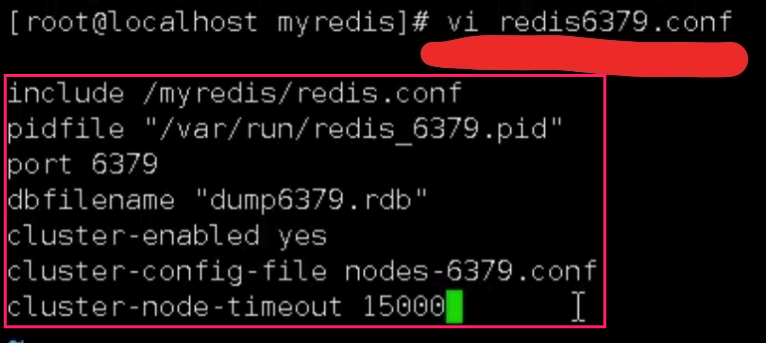 [root@localhost myredis]# vi redis6379.conf
include /myredis/redis.conf
pidfile "/var/run/redis_6379.pid"
port 6379
dbfilename "dump6379.rdb"
cluster-enabled yes
cluster-config-file nodes-6379.conf
cluster-node-timeout 15000
~